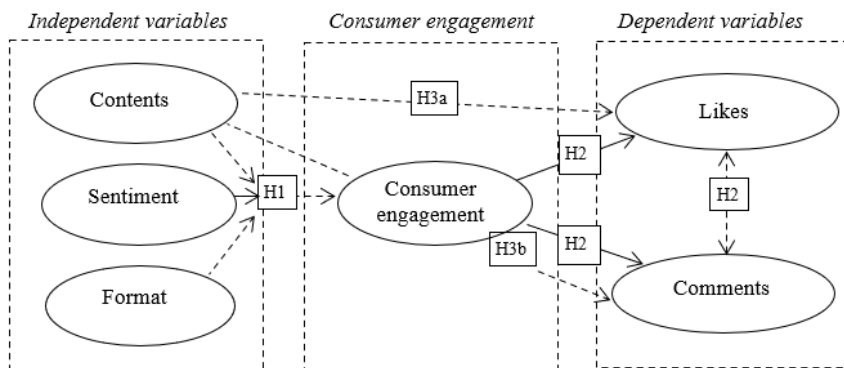 Independent variables
Consumer engagement
Dependent variables
Contents
H3a
Likes
H2
Sentiment
H1
Consumer
engagement
H2
H2
H3b
Format
Comments